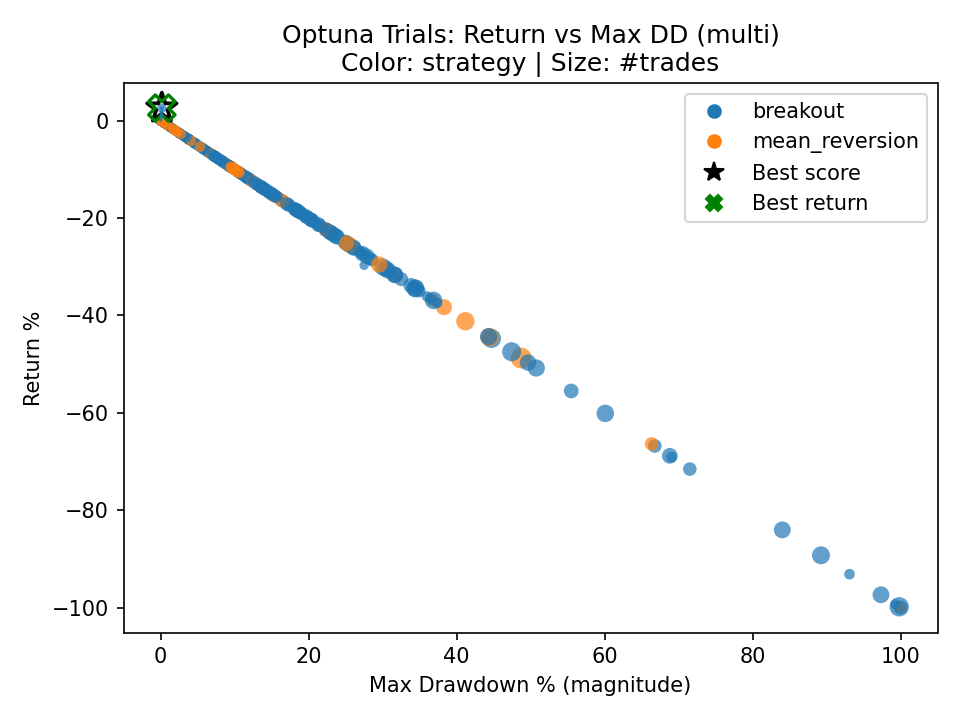 Optuna Trials: Return vs Max DD (multi)
Color: strategy | Size: #trades
breakout
mean_reversion
Best score
Best return
Return %
0
−20
−40
−60
−80
−100
0
20
40
60
80
100
Max Drawdown % (magnitude)